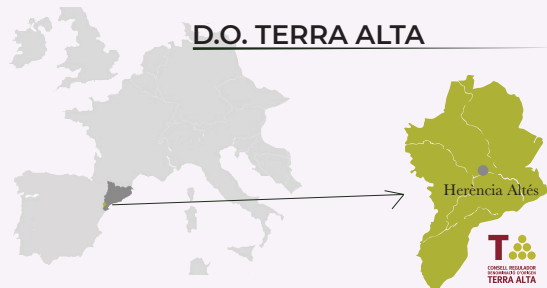 D.O. TERRA ALTA
Herència Altés
T
CONSELL REGULADOR
DENOMINACIÓ D'ORIGEN
TERRA ALTA